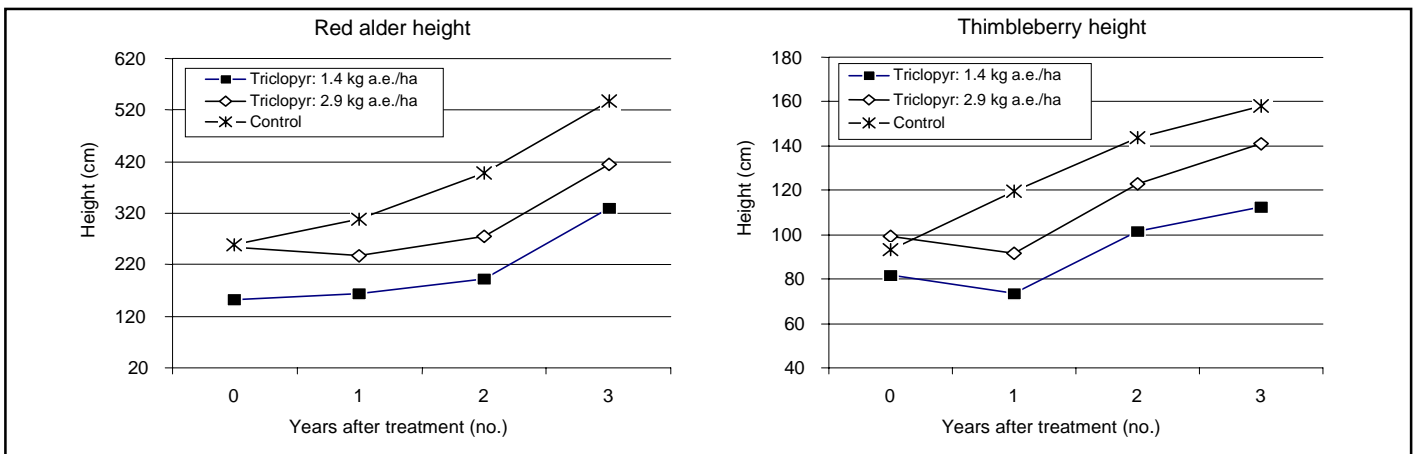 Red alder height
620
520
420
320
220
120
20
Height (cm)
Triclopyr: 1.4 kg a.e./ha
Triclopyr: 2.9 kg a.e./ha
Control
0 1 2 3
Years after treatment (no.)
Thimbleberry height
180
160
140
120
100
80
60
40
Height (cm)
Triclopyr: 1.4 kg a.e./ha
Triclopyr: 2.9 kg a.e./ha
Control
0 1 2 3
Years after treatment (no.)